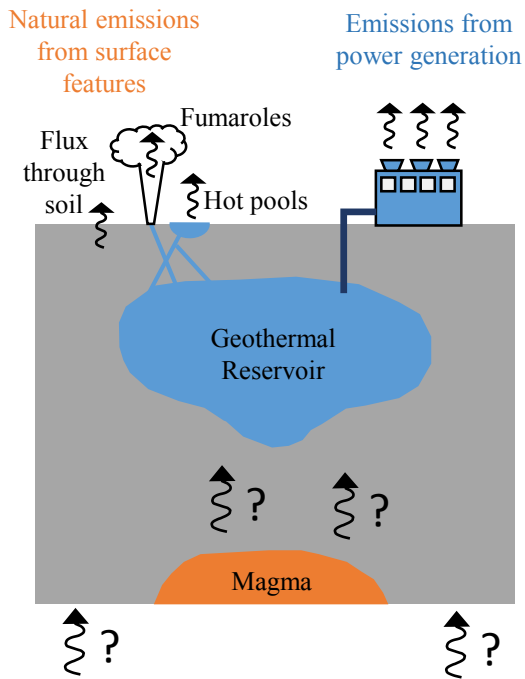 Natural emissions
from surface
features
Emissions from
power generation
Fumaroles
Flux
through
soil
Hot pools
Geothermal
Reservoir
?
?
Magma
?
?